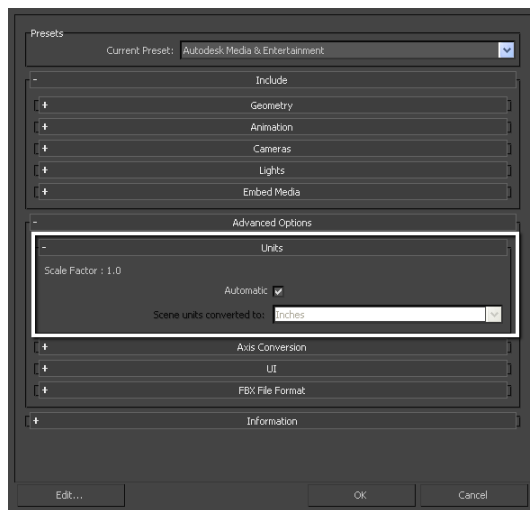 Presets
Current Preset: Autodesk Media & Entertainment
- Include
+ Geometry
+ Animation
+ Cameras
+ Lights
+ Embed Media
- Advanced Options
- Units
Scale Factor : 1.0
Automatic
Scene units converted to: Inches
+ Axis Conversion
+ UI
+ FBX File Format
+ Information
Edit... OK Cancel